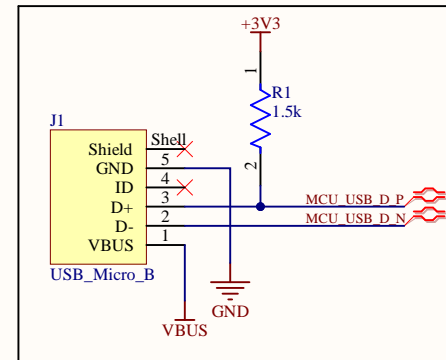 +3V3
1
R1
1.5k
2
J1
Shield Shell
GND 5
ID 4
D+ 3
D- 2
VBUS 1
USB_Micro_B
MCU_USB_D_P
MCU_USB_D_N
GND
VBUS